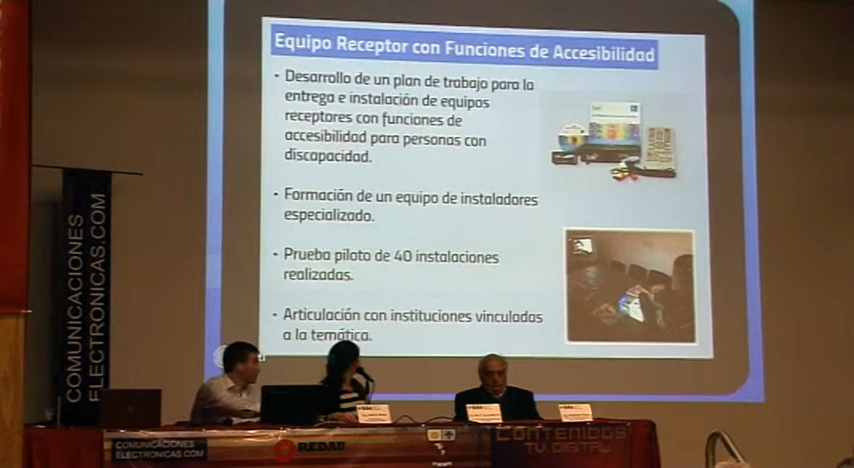 Equipo Receptor con Funciones de Accesibilidad
· Desarrollo de un plan de trabajo para la
entrega e instalación de equipos
receptores con funciones de
accesibilidad para personas con
discapacidad.
· Formación de un equipo de instaladores
especializado.
· Prueba piloto de 40 instalaciones
realizadas.
· Articulación con instituciones vinculadas
a la temática.
COMUNICACIONES
ELECTRONICAS.COM
COMUNICACIONES
ELECTRONICAS.COM
REDAU
CONTENIDOS
TV DIGITAL